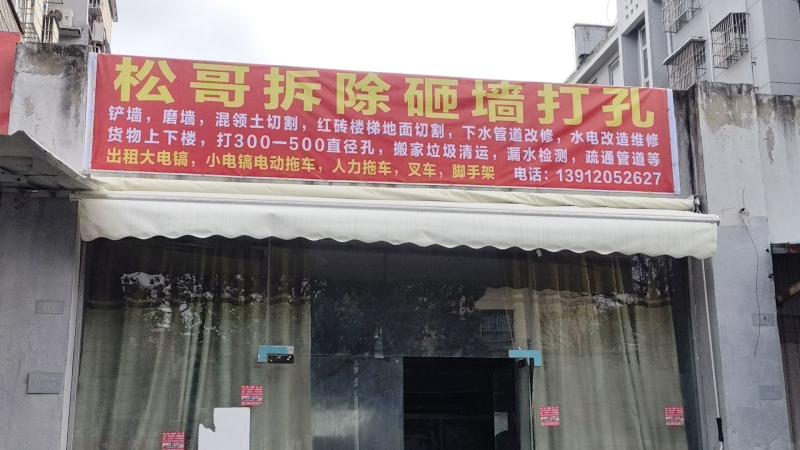 松哥拆除砸墙打孔
铲墙，磨墙，混领土切割，红砖楼梯地面切割，下水管道改修，水电改造维修
货物上下楼，打300一500直径孔，搬家垃圾清运，漏水检测，疏通管道等
出租大电镐，小电镐电动拖车，人力拖车，叉车，脚手架 电话：13912052627